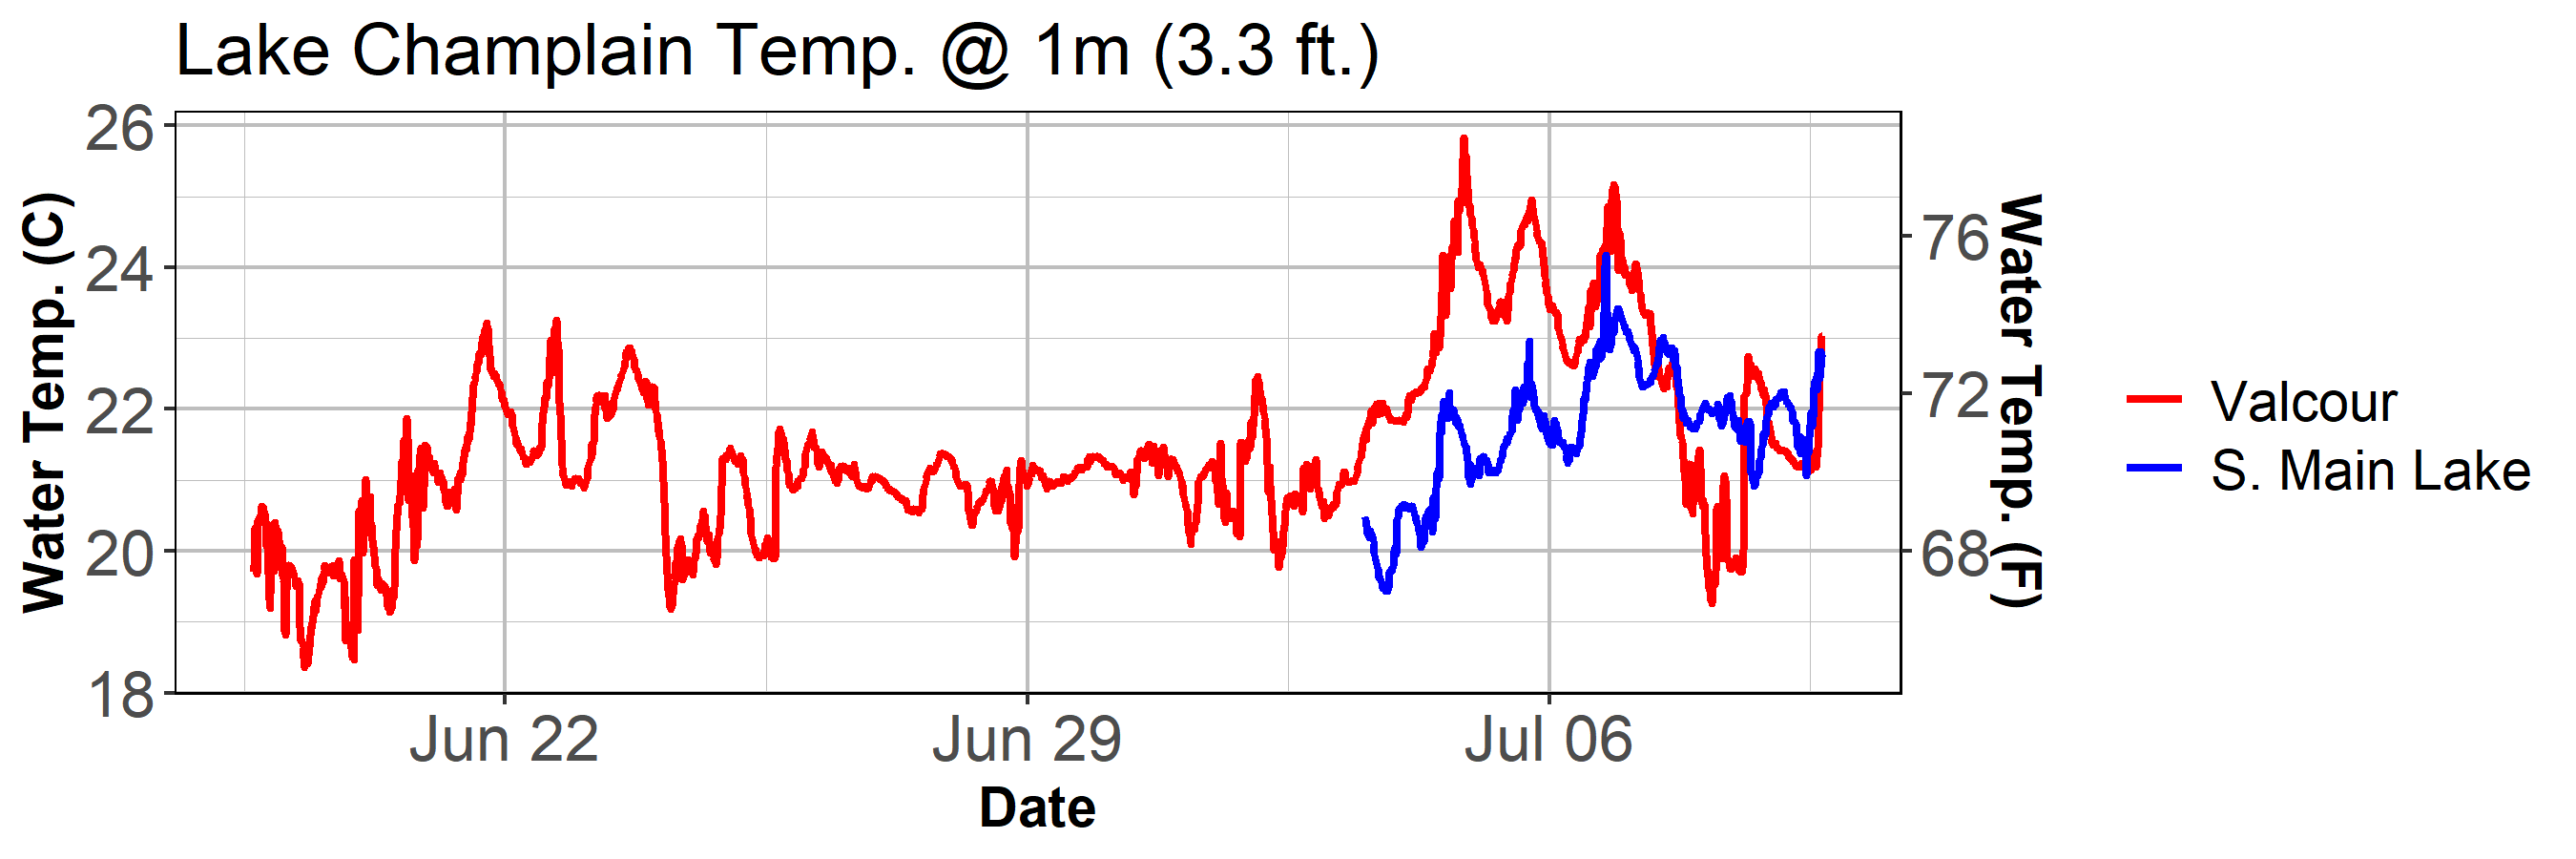 Lake Champlain Temp. @ 1m (3.3 ft.)
Water Temp. (C)
26
24
22
20
18
Jun 22
Jun 29
Jul 06
Date
76
72
68
Water Temp. (F)
Valcour
S. Main Lake